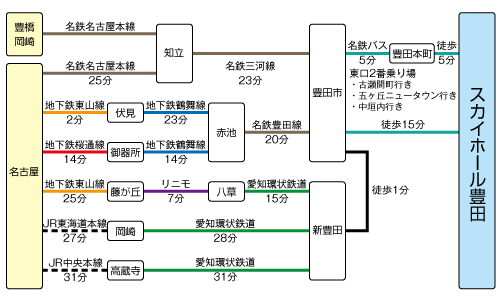 豊橋
岡崎
名鉄名古屋本線
名鉄名古屋本線
25分
知立
名鉄三河線
23分
豊田市
名鉄バス
5分
豊田本町
徒歩
5分
東口2番乗り場
・古瀬間町行き
・五ヶ丘ニュータウン行き
・中垣内行き
名古屋
地下鉄東山線
2分
伏見
地下鉄鶴舞線
23分
地下鉄桜通線
14分
御器所
地下鉄鶴舞線
14分
赤池
名鉄豊田線
20分
徒歩15分
地下鉄東山線
25分
藤が丘
リニモ
7分
八草
愛知環状鉄道
15分
JR東海道本線
27分
岡崎
愛知環状鉄道
28分
JR中央本線
31分
高蔵寺
愛知環状鉄道
31分
新豊田
徒歩1分
スカイホール豊田